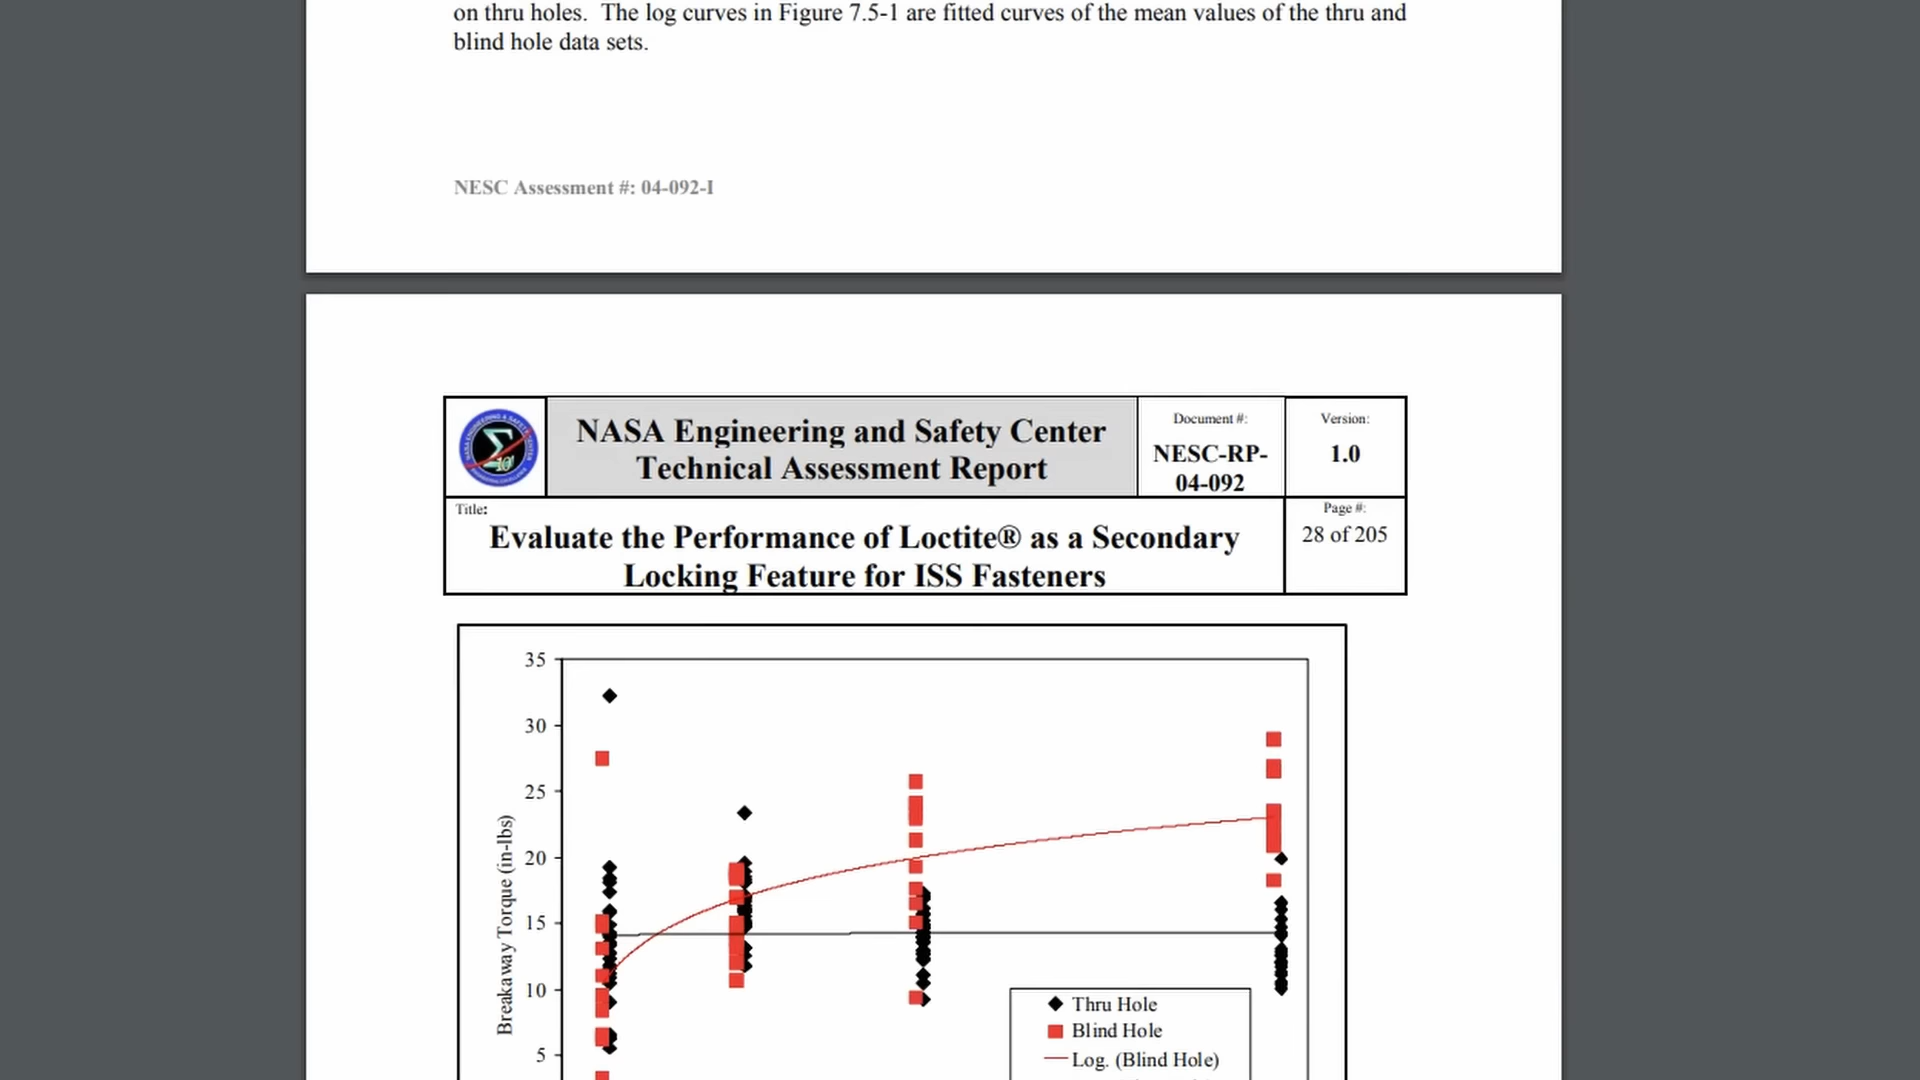 on thru holes.  The log curves in Figure 7.5-1 are fitted curves of the mean values of the thru and
blind hole data sets.
NESC Assessment #: 04-092-I
NASA Engineering and Safety Center
Technical Assessment Report
Document #:
NESC-RP-
04-092
Version:
1.0
Title:
Evaluate the Performance of Loctite® as a Secondary
Locking Feature for ISS Fasteners
Page #:
28 of 205
35
30
25
20
15
10
5
Breakaway Torque (in-lbs)
Thru Hole
Blind Hole
Log. (Blind Hole)